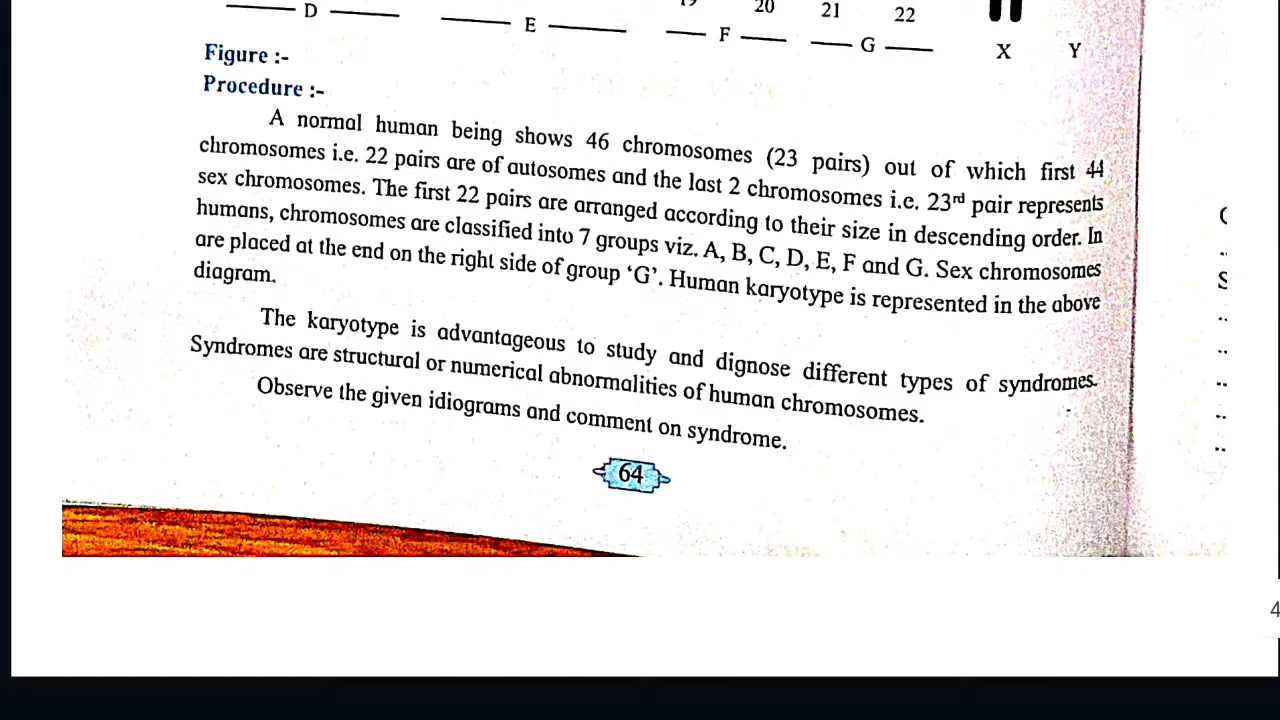 19 20 21 22
D E F G X Y
Figure :-
Procedure :-
A normal human being shows 46 chromosomes (23 pairs) out of which first 44
chromosomes i.e. 22 pairs are of autosomes and the last 2 chromosomes i.e. 23rd pair represents
sex chromosomes. The first 22 pairs are arranged according to their size in descending order. In
humans, chromosomes are classified into 7 groups viz. A, B, C, D, E, F and G. Sex chromosomes
are placed at the end on the right side of group ‘G’. Human karyotype is represented in the above
diagram.
The karyotype is advantageous to study and dignose different types of syndromes.
Syndromes are structural or numerical abnormalities of human chromosomes.
Observe the given idiograms and comment on syndrome.
64
4